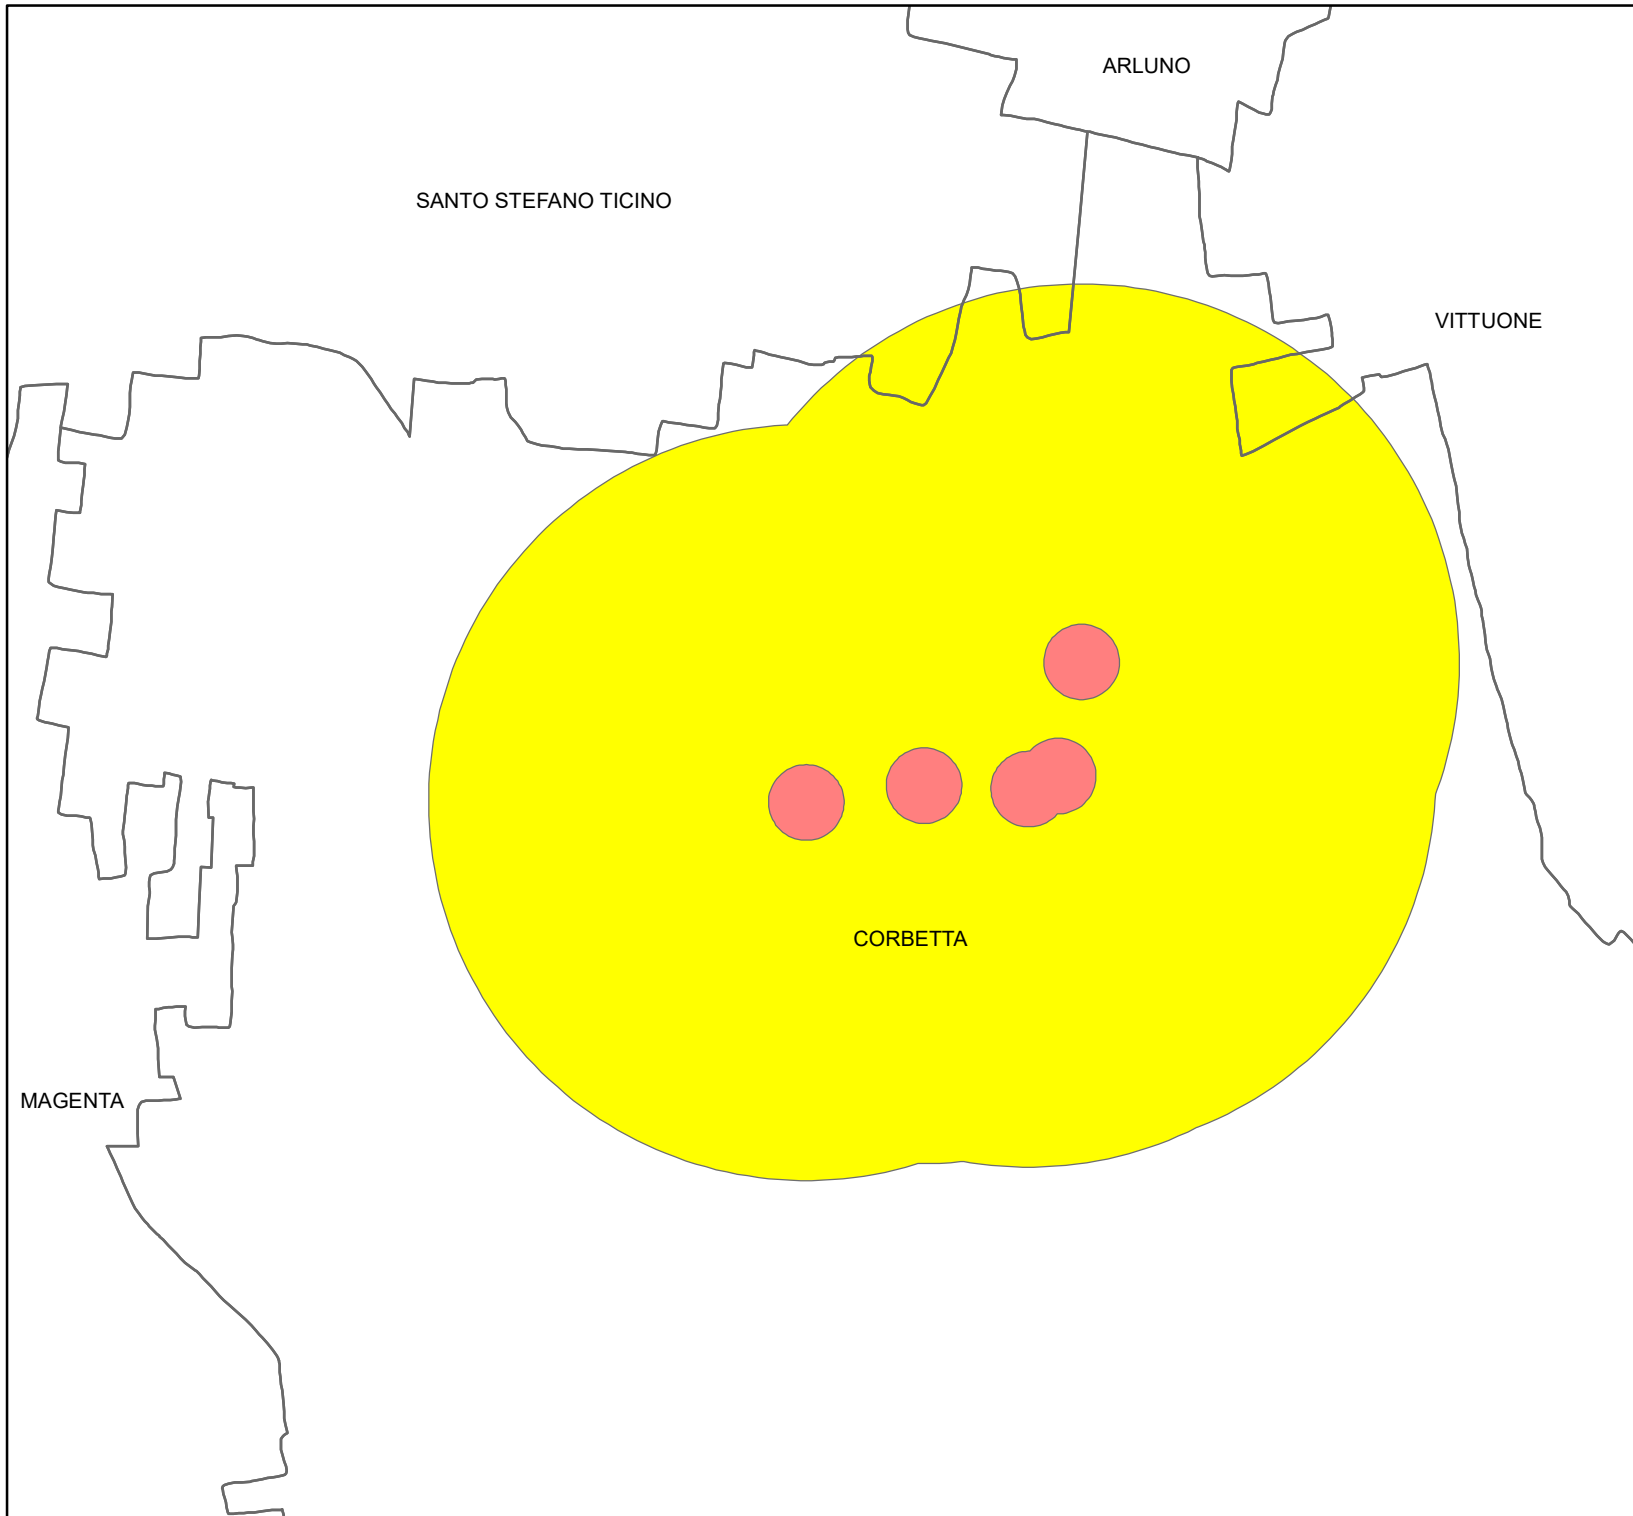 ARLUNO
SANTO STEFANO TICINO
VITTUONE
CORBETTA
MAGENTA